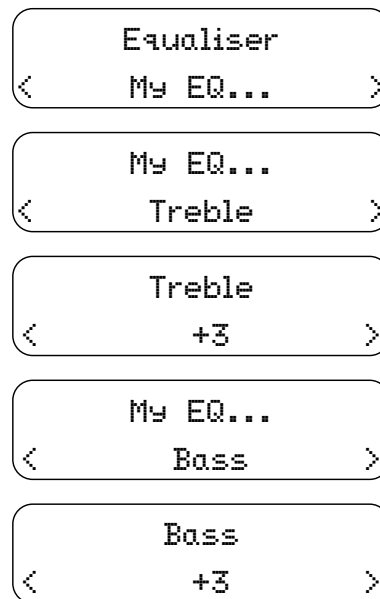 Equaliser
< My EQ... >
My EQ...
< Treble >
Treble
< +3 >
My EQ...
< Bass >
Bass
< +3 >